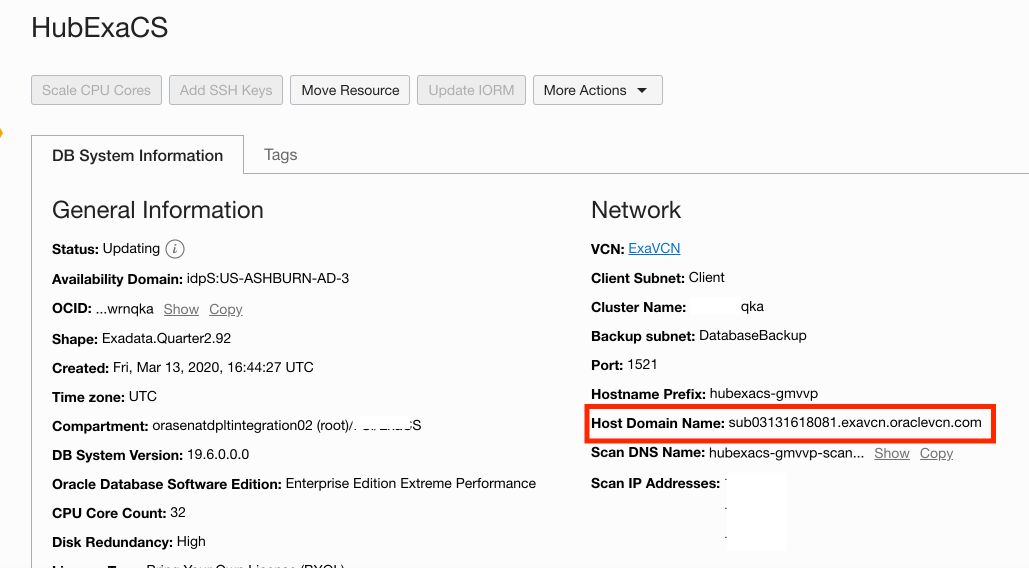 HubExaCS
Scale CPU Cores Add SSH Keys Move Resource Update IORM More Actions
DB System Information Tags
General Information
Status: Updating i
Availability Domain: idpS:US-ASHBURN-AD-3
OCID: ...wrnqka Show Copy
Shape: Exadata.Quarter2.92
Created: Fri, Mar 13, 2020, 16:44:27 UTC
Time zone: UTC
Compartment: orasenatdpltintegration02 (root)/
DB System Version: 19.6.0.0.0
Oracle Database Software Edition: Enterprise Edition Extreme Performance
CPU Core Count: 32
Disk Redundancy: High
Network
VCN: ExaVCN
Client Subnet: Client
Cluster Name: qka
Backup subnet: DatabaseBackup
Port: 1521
Hostname Prefix: hubexacs-gmvvp
Host Domain Name: sub03131618081.exavcn.oraclevcn.com
Scan DNS Name: hubexacs-gmvvp-scan... Show Copy
Scan IP Addresses: